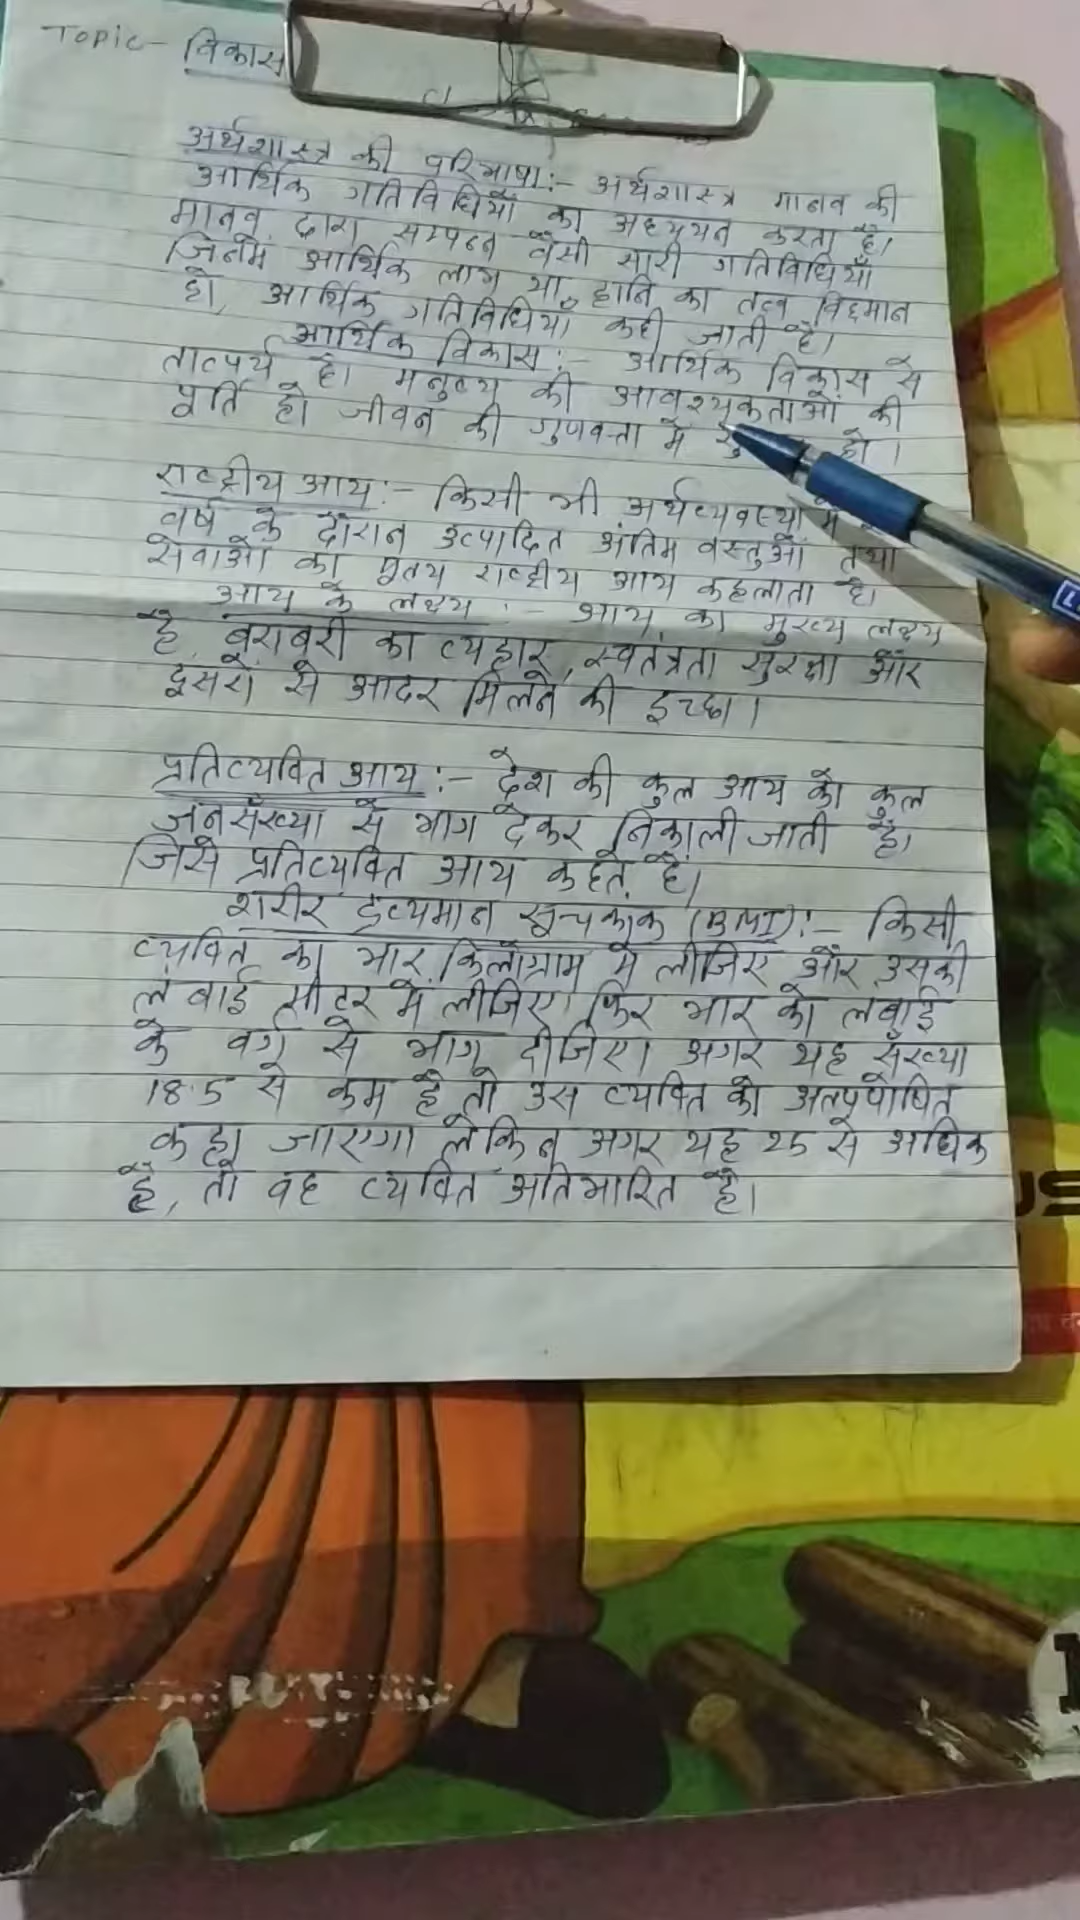 Topic - विकास
अर्थशास्त्र की परिभाषा:- अर्थशास्त्र मानव की
आर्थिक गतिविधियों का अध्ययन करता है।
मानव द्वारा सम्पन्न वैसी सारी गतिविधियाँ
जिनमें आर्थिक लाभ या हानि का तत्व विद्दमान
हो, आर्थिक गतिविधियाँ कही जाती है।
आर्थिक विकास:- आर्थिक विकास से
तात्पर्य है। मनुष्य की आवश्यकताओं की
पूर्ति हो जीवन की गुणवत्ता में हो।
राष्ट्रीय आय:- किसी भी अर्थव्यवस्था में
वर्ष के दौरान उत्पादित अंतिम वस्तुओं तथा
सेवाओं का मूल्य राष्ट्रीय आय कहलाता है।
आय के लक्ष्य :- आय का मुख्य लक्ष्य
है, बराबरी का व्यहार, स्वतंत्रता सुरक्षा और
दूसरों से आदर मिलने की इच्छा।
प्रतिव्यक्ति आय:- देश की कुल आय को कुल
जनसँख्या से भाग देकर निकाली जाती है।
जिसे प्रतिव्यक्ति आय कहते हैं।
शरीर द्रव्यमान सूचकांक (BMI):- किसी
व्यक्ति का भार किलोग्राम में लीजिए और उसकी
लंबाई मीटर में लीजिए। फिर भार को लंबाई
के वर्ग से भाग दीजिए। अगर यह सँख्या
18.5 से कम है तो उस व्यक्ति को अल्पपोषित
कहा जाएगा लेकिन अगर यह 25 से अधिक
है, तो वह व्यक्ति अतिभारित है।
US